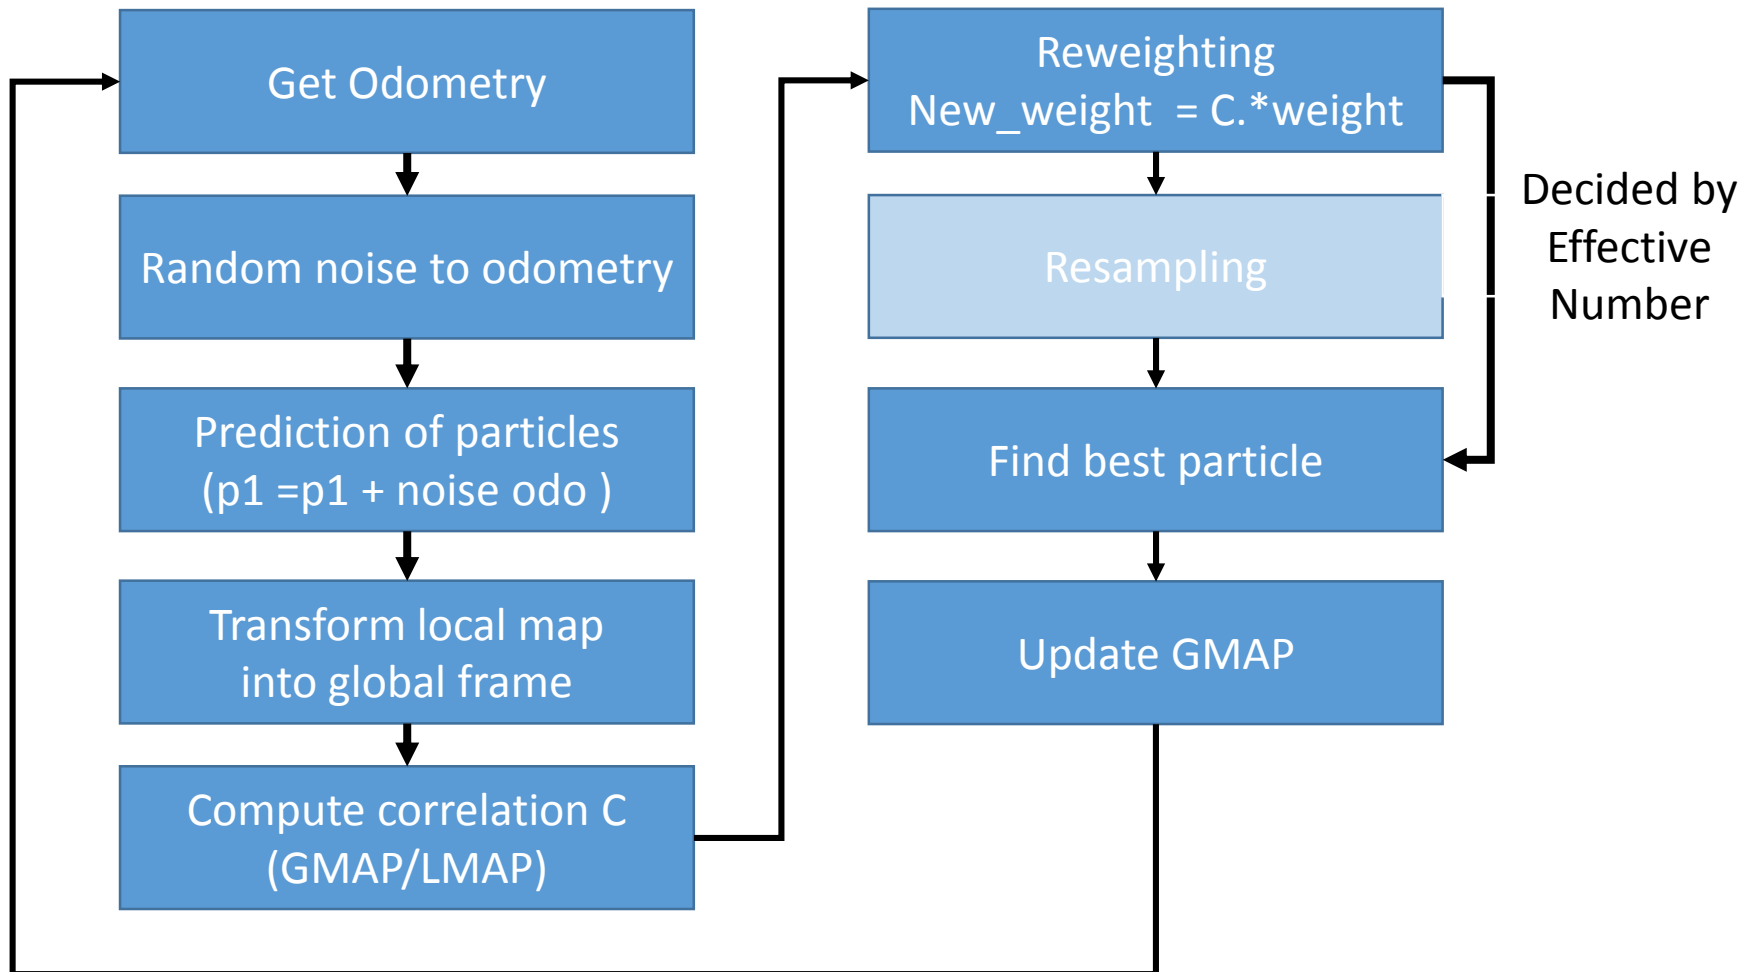 Get Odometry
Random noise to odometry
Prediction of particles
(p1 =p1 + noise odo )
Transform local map
into global frame
Compute correlation C
(GMAP/LMAP)
Reweighting
New_weight  = C.*weight
Resampling
Find best particle
Update GMAP
Decided by
Effective
Number